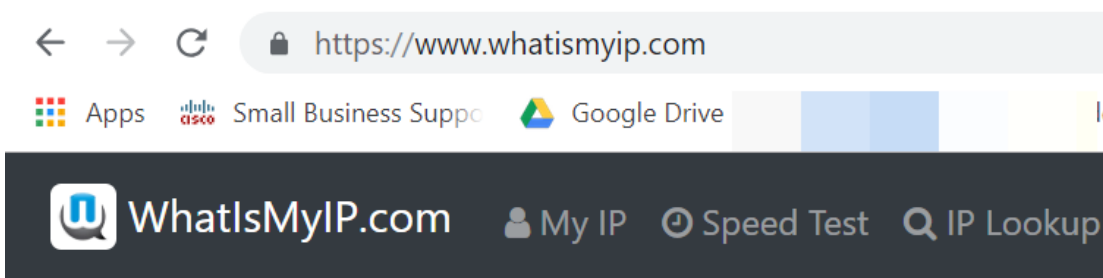 https://www.whatismyip.com
Apps cisco Small Business Suppo Google Drive
WhatIsMyIP.com My IP Speed Test IP Lookup